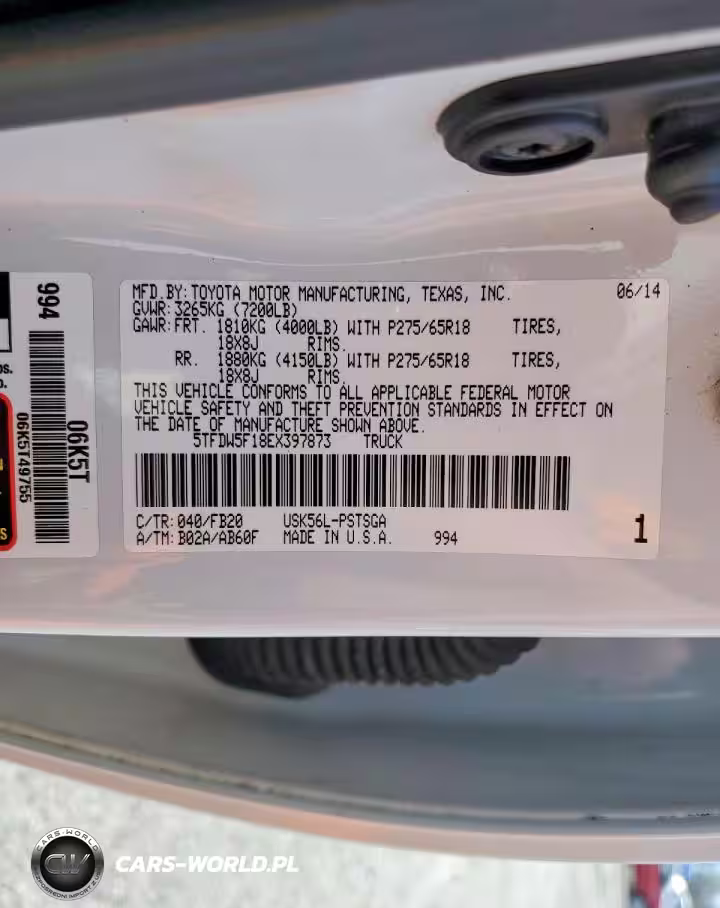 MFD.BY:TOYOTA MOTOR MANUFACTURING, TEXAS, INC. 06/14
GVWR:3265KG (7200LB)
GAWR:FRT. 1810KG (4000LB) WITH P275/65R18 TIRES,
18X8J RIMS.
RR. 1880KG (4150LB) WITH P275/65R18 TIRES,
18X8J RIMS.
THIS VEHICLE CONFORMS TO ALL APPLICABLE FEDERAL MOTOR
VEHICLE SAFETY AND THEFT PREVENTION STANDARDS IN EFFECT ON
THE DATE OF MANUFACTURE SHOWN ABOVE.
5TFDW5F18EX397873 TRUCK
C/TR:040/FB20 USK56L-PSTSGA
A/TM:B02A/AB60F MADE IN U.S.A. 994
1
994
06K5T
06K5T49755
CARS-WORLD
CW
CARS-WORLD.PL